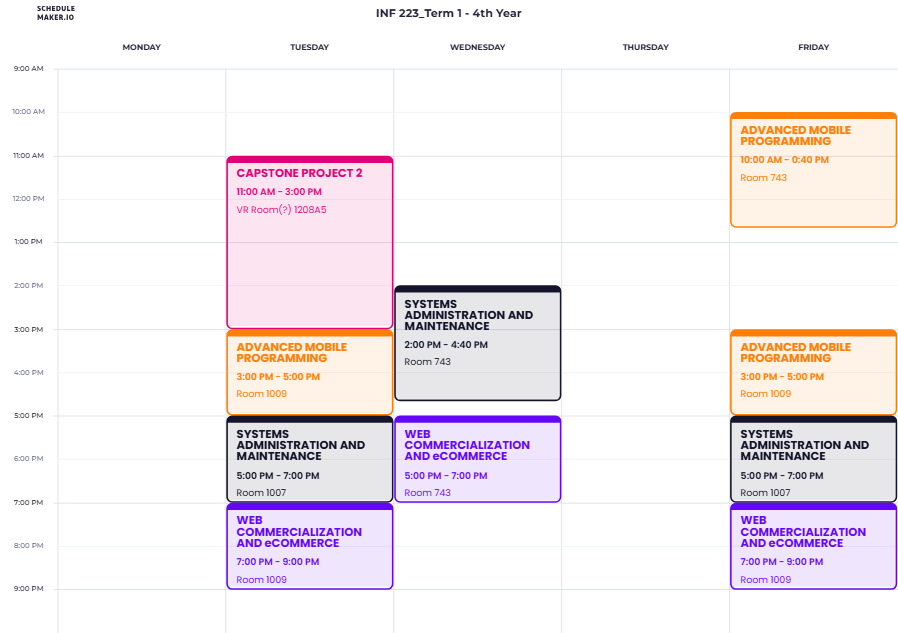 SCHEDULE
MAKER.IO
INF 223_Term 1 - 4th Year
MONDAY
TUESDAY
WEDNESDAY
THURSDAY
FRIDAY
9:00 AM
10:00 AM
11:00 AM
12:00 PM
1:00 PM
2:00 PM
3:00 PM
4:00 PM
5:00 PM
6:00 PM
7:00 PM
8:00 PM
9:00 PM
CAPSTONE PROJECT 2
11:00 AM - 3:00 PM
VR Room(?) 1208A5
ADVANCED MOBILE
PROGRAMMING
3:00 PM - 5:00 PM
Room 1009
SYSTEMS
ADMINISTRATION AND
MAINTENANCE
5:00 PM - 7:00 PM
Room 1007
WEB
COMMERCIALIZATION
AND eCOMMERCE
7:00 PM - 9:00 PM
Room 1009
SYSTEMS
ADMINISTRATION AND
MAINTENANCE
2:00 PM - 4:40 PM
Room 743
WEB
COMMERCIALIZATION
AND eCOMMERCE
5:00 PM - 7:00 PM
Room 743
ADVANCED MOBILE
PROGRAMMING
10:00 AM - 0:40 PM
Room 743
ADVANCED MOBILE
PROGRAMMING
3:00 PM - 5:00 PM
Room 1009
SYSTEMS
ADMINISTRATION AND
MAINTENANCE
5:00 PM - 7:00 PM
Room 1007
WEB
COMMERCIALIZATION
AND eCOMMERCE
7:00 PM - 9:00 PM
Room 1009